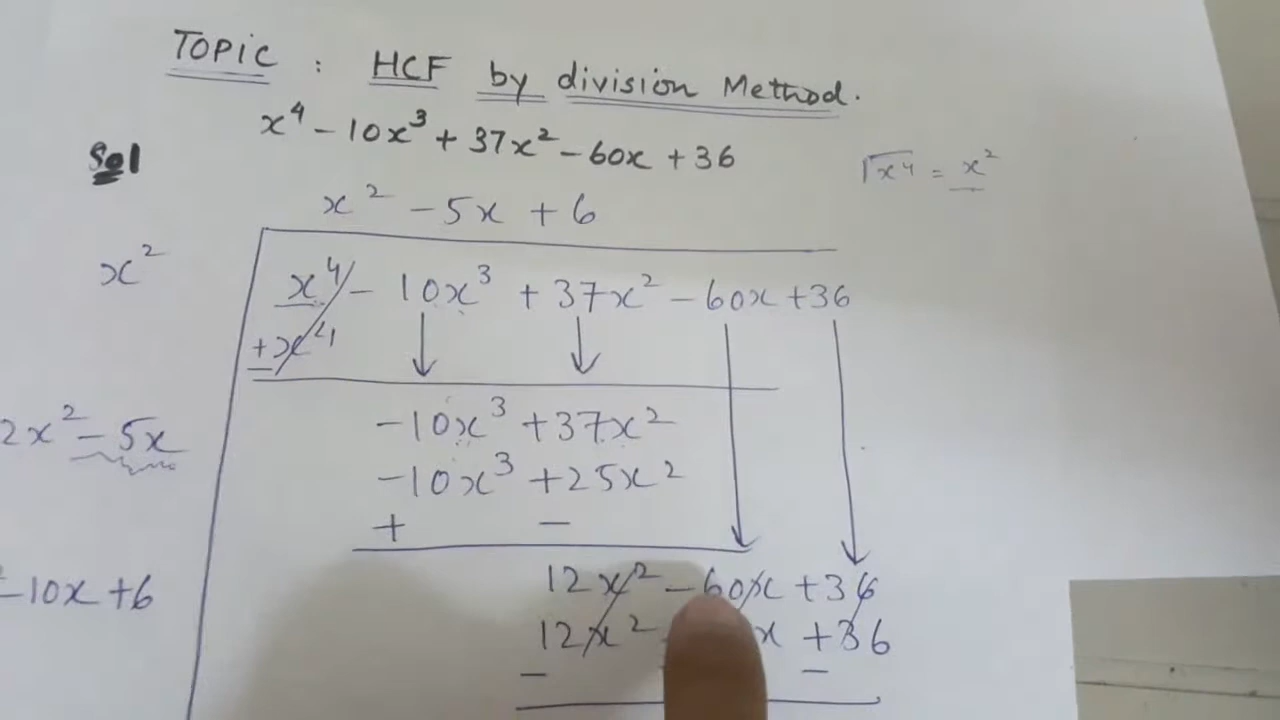 TOPIC : HCF by division Method.
x⁴ - 10x³ + 37x² - 60x + 36
Sol
√x⁴ = x²
x² - 5x + 6
x²
x⁴ - 10x³ + 37x² - 60x + 36
+x⁴
-
-10x³ + 37x²
2x² - 5x
-10x³ + 25x²
+ -
12x² - 60x + 36
- 10x + 6
12x² x + 36
- -